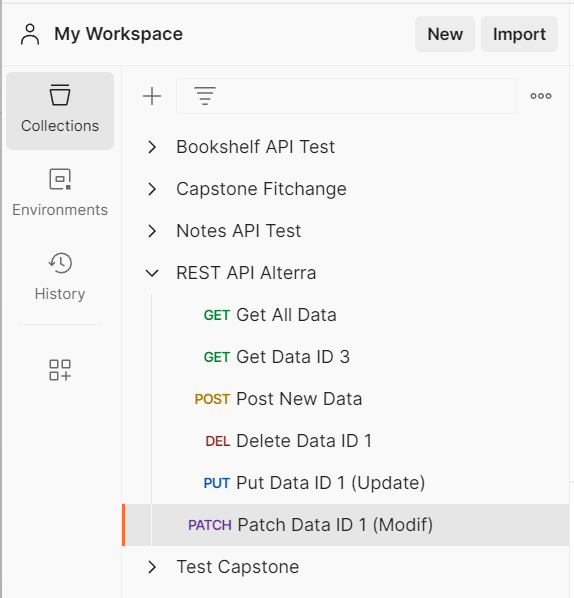 My Workspace New Import
Collections
Environments
History
Bookshelf API Test
Capstone Fitchange
Notes API Test
REST API Alterra
GET Get All Data
GET Get Data ID 3
POST Post New Data
DEL Delete Data ID 1
PUT Put Data ID 1 (Update)
PATCH Patch Data ID 1 (Modif)
Test Capstone